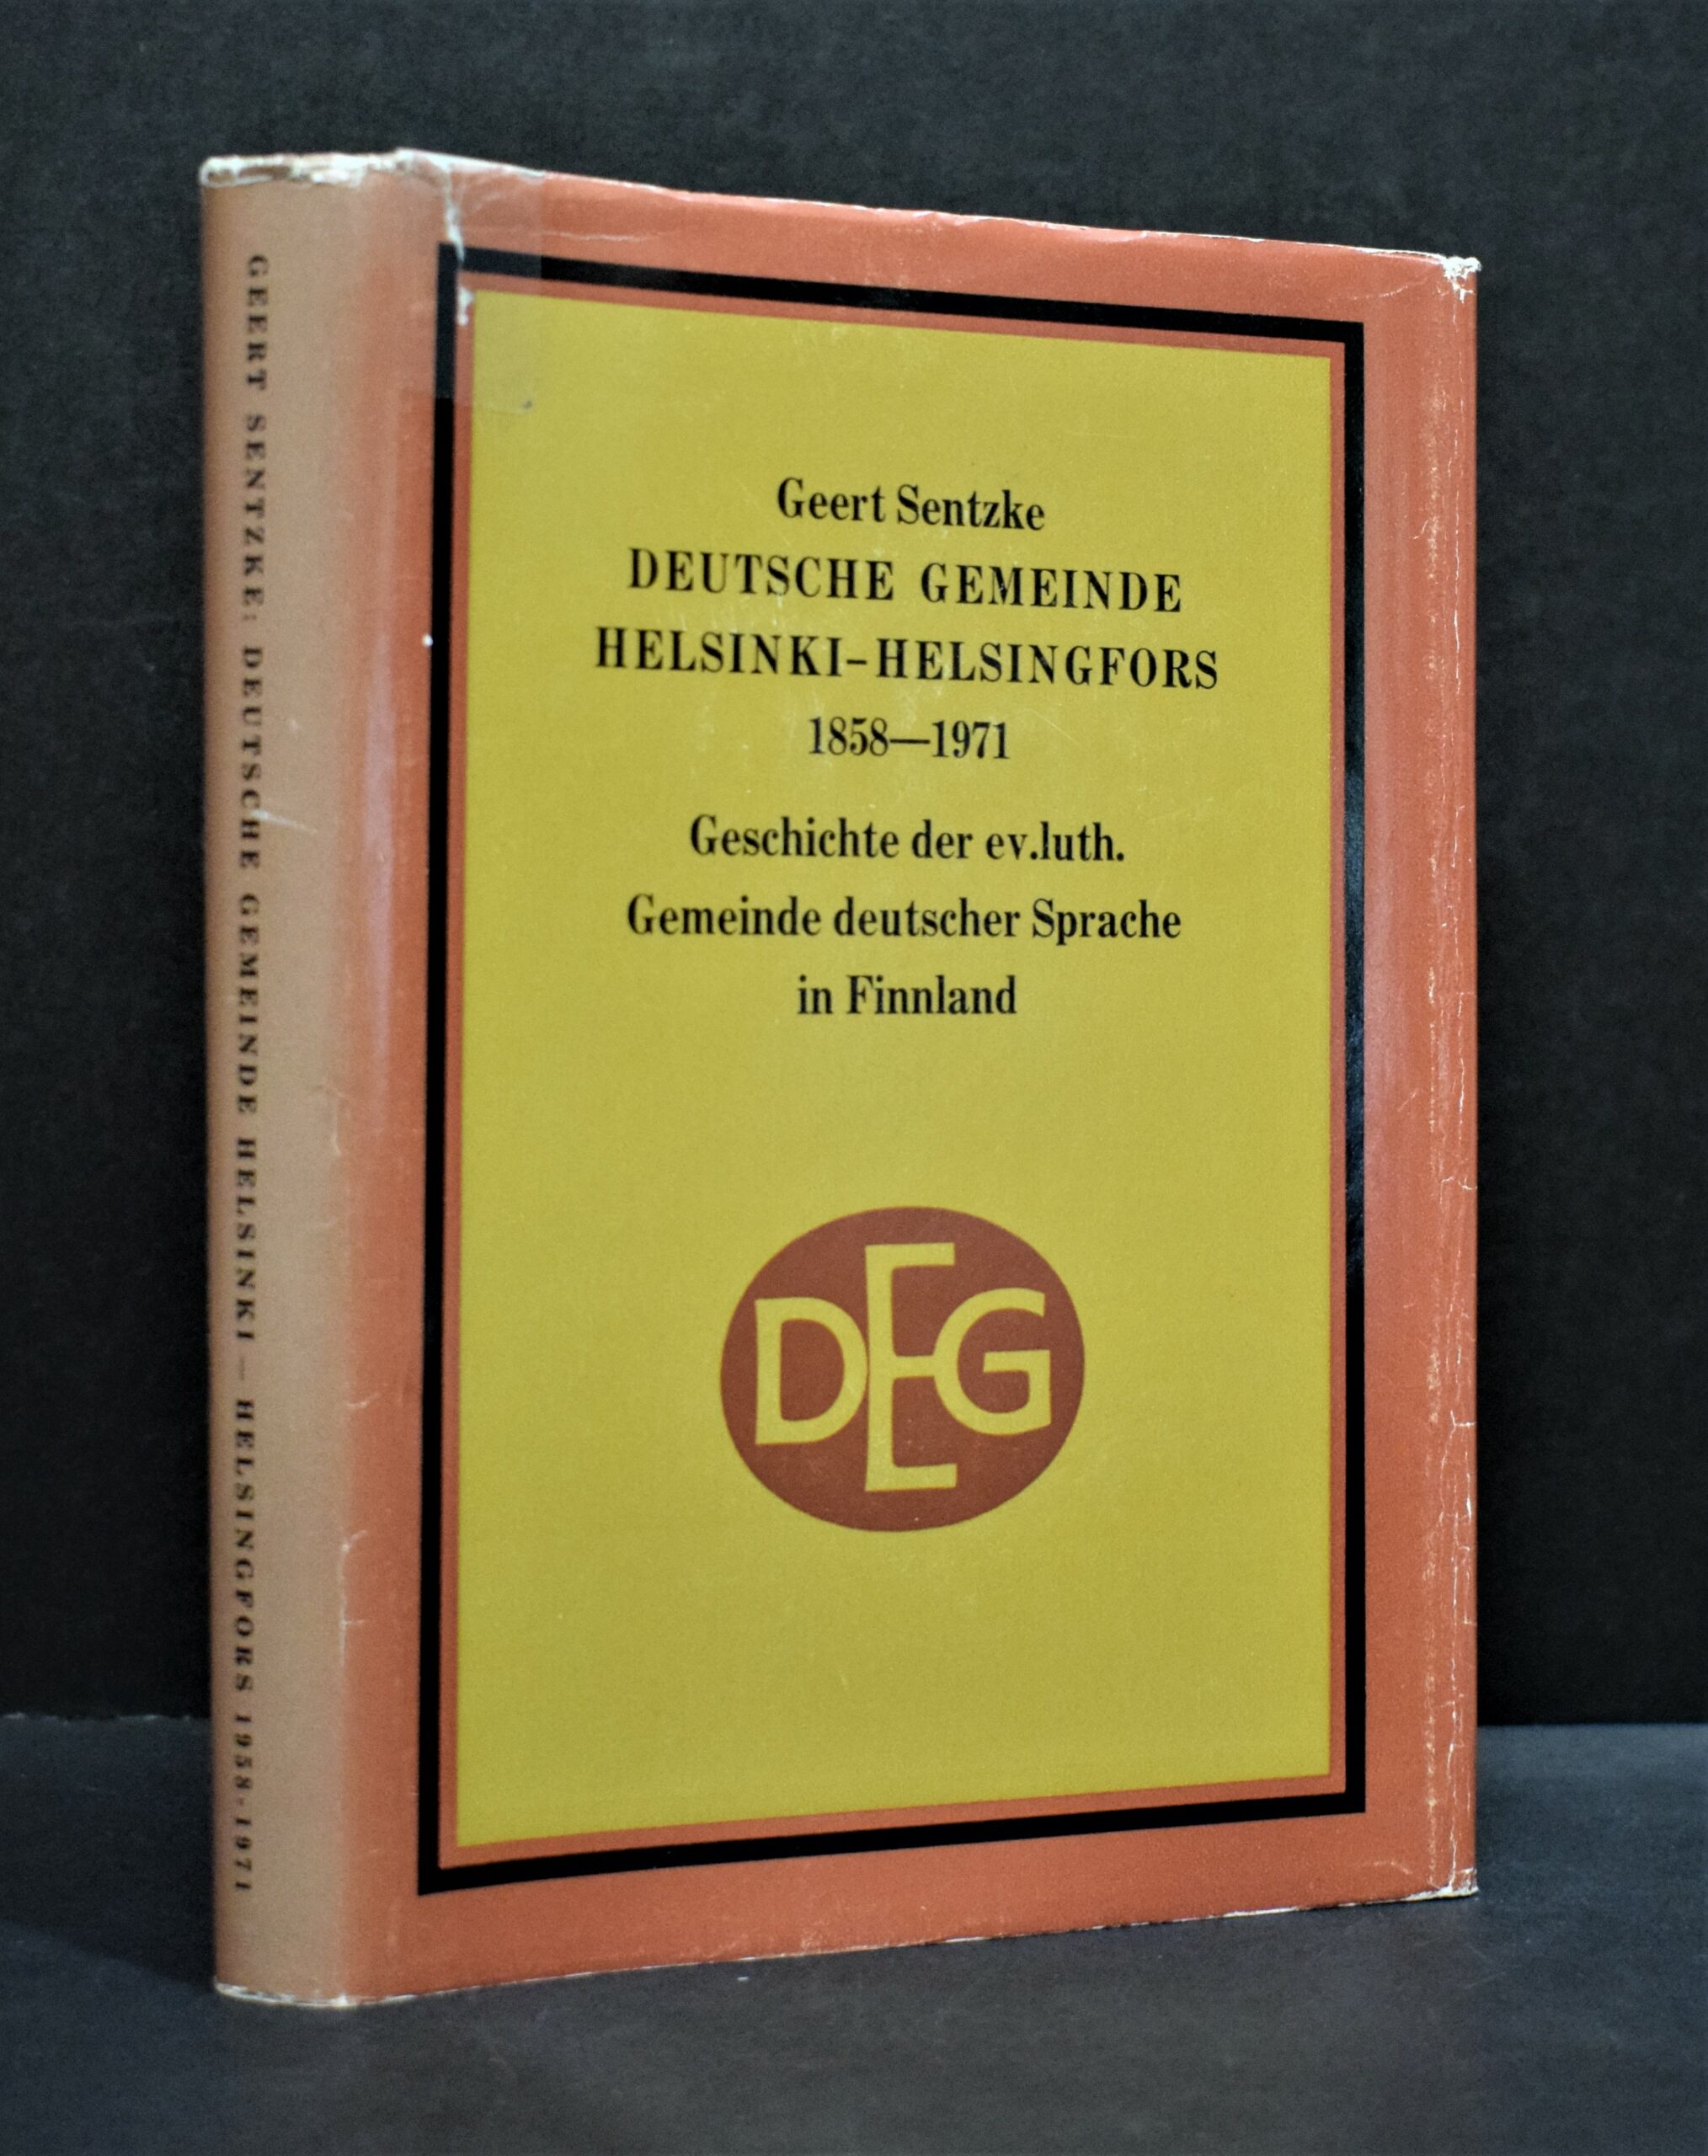 GEERT SENTZKE: DEUTSCHE GEMEINDE HELSINKI — HELSINGFORS 1958-1971
Geert Sentzke
DEUTSCHE GEMEINDE
HELSINKI-HELSINGFORS
1858—1971
Geschichte der ev.luth.
Gemeinde deutscher Sprache
in Finnland
DEG